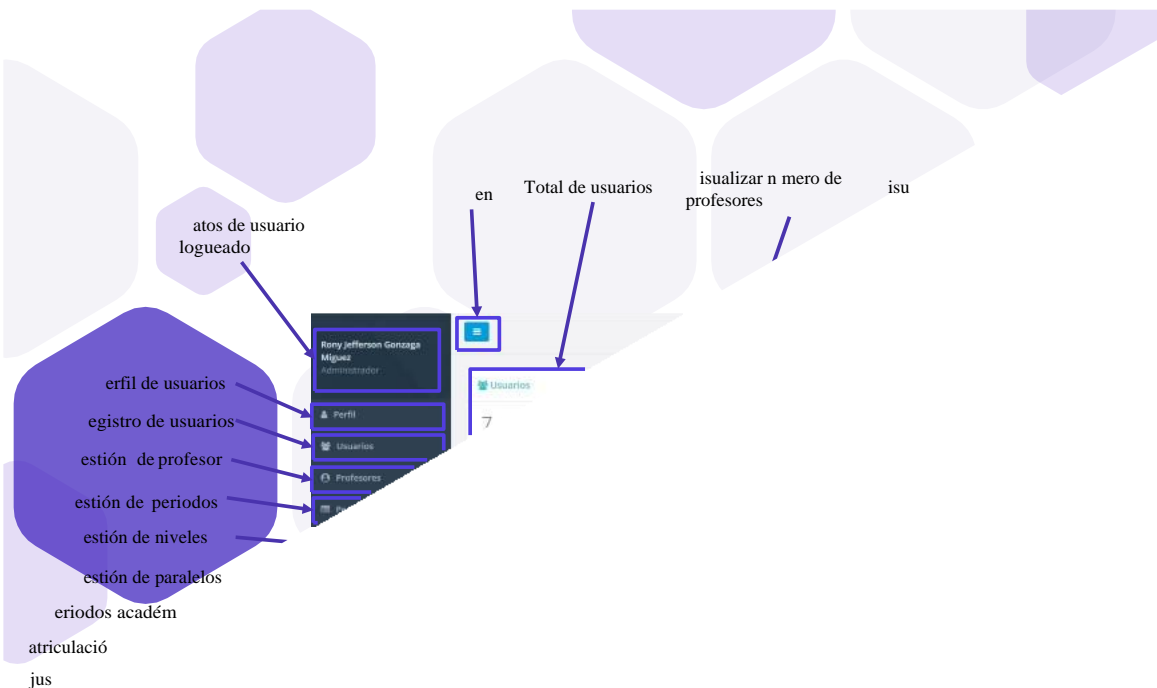 en
Total de usuarios
isualizar n mero de
profesores
isu
atos de usuario
logueado
Rony Jefferson Gonzaga
Miguez
Administrador
Usuarios
7
erfil de usuarios
Perfil
egistro de usuarios
Usuarios
estión de profesor
Profesores
estión de periodos
estión de niveles
estión de paralelos
eriodos académ
atriculació
jus